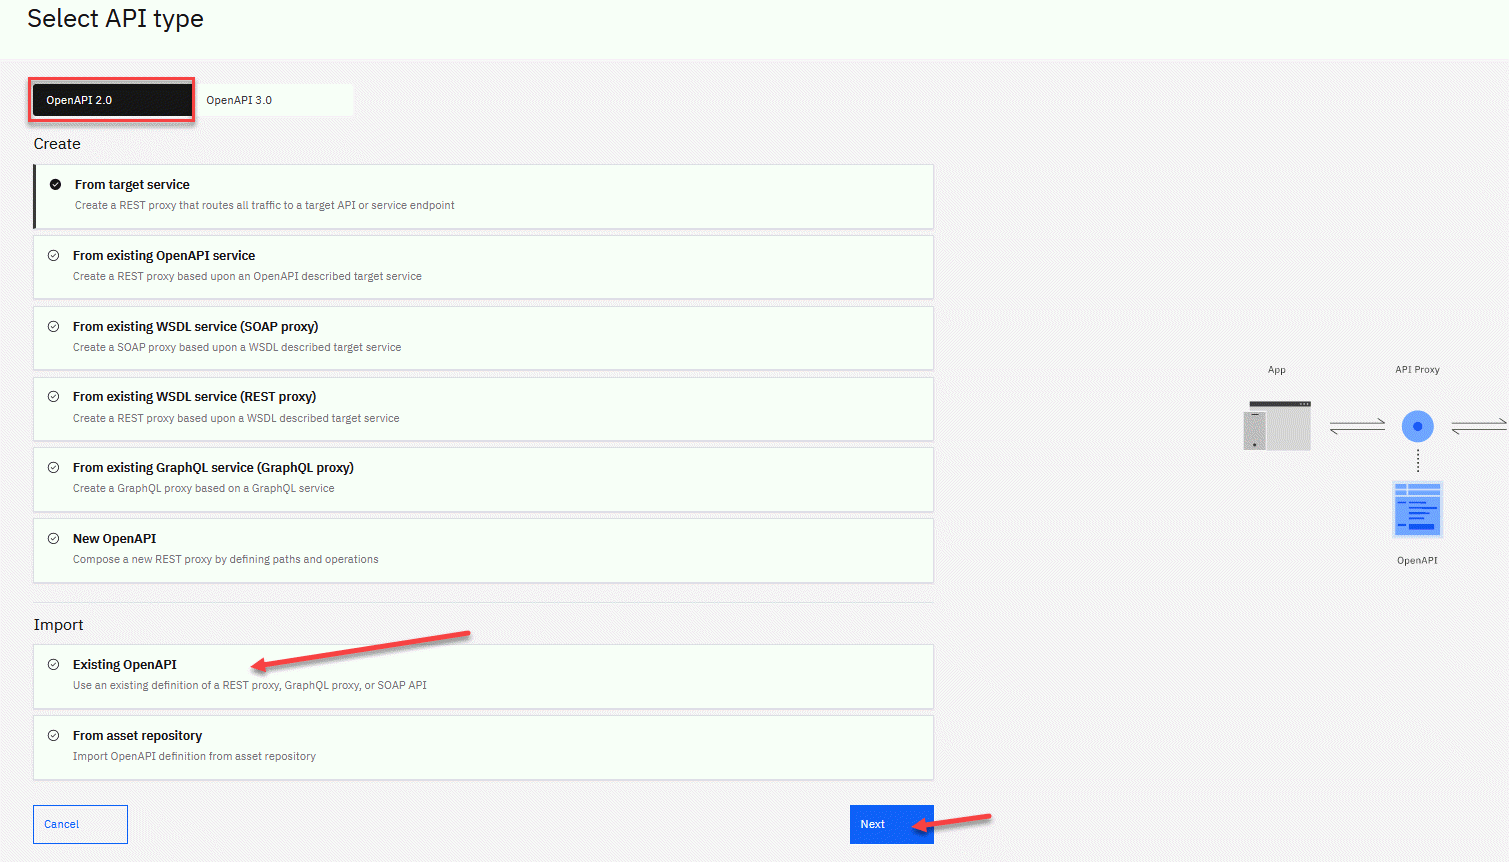 Select API type
OpenAPI 2.0
OpenAPI 3.0
Create
From target service
Create a REST proxy that routes all traffic to a target API or service endpoint
From existing OpenAPI service
Create a REST proxy based upon an OpenAPI described target service
From existing WSDL service (SOAP proxy)
Create a SOAP proxy based upon a WSDL described target service
From existing WSDL service (REST proxy)
Create a REST proxy based upon a WSDL described target service
From existing GraphQL service (GraphQL proxy)
Create a GraphQL proxy based on a GraphQL service
New OpenAPI
Compose a new REST proxy by defining paths and operations
Import
Existing OpenAPI
Use an existing definition of a REST proxy, GraphQL proxy, or SOAP API
From asset repository
Import OpenAPI definition from asset repository
Cancel
Next
App
API Proxy
OpenAPI